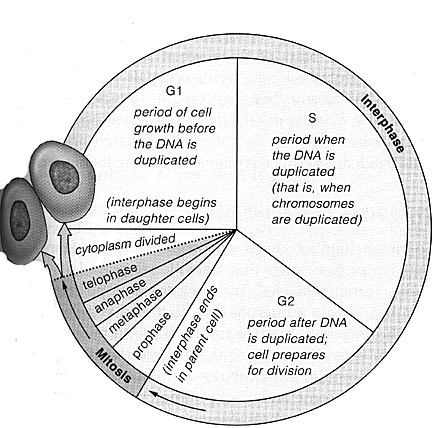 G1
period of cell
growth before
the DNA is
duplicated
(interphase begins
in daughter cells)
S
period when
the DNA is
duplicated
(that is, when
chromosomes
are duplicated)
Interphase
G2
period after DNA
is duplicated;
cell prepares
for division
(interphase ends
in parent cell)
prophase
metaphase
anaphase
telophase
cytoplasm divided
Mitosis